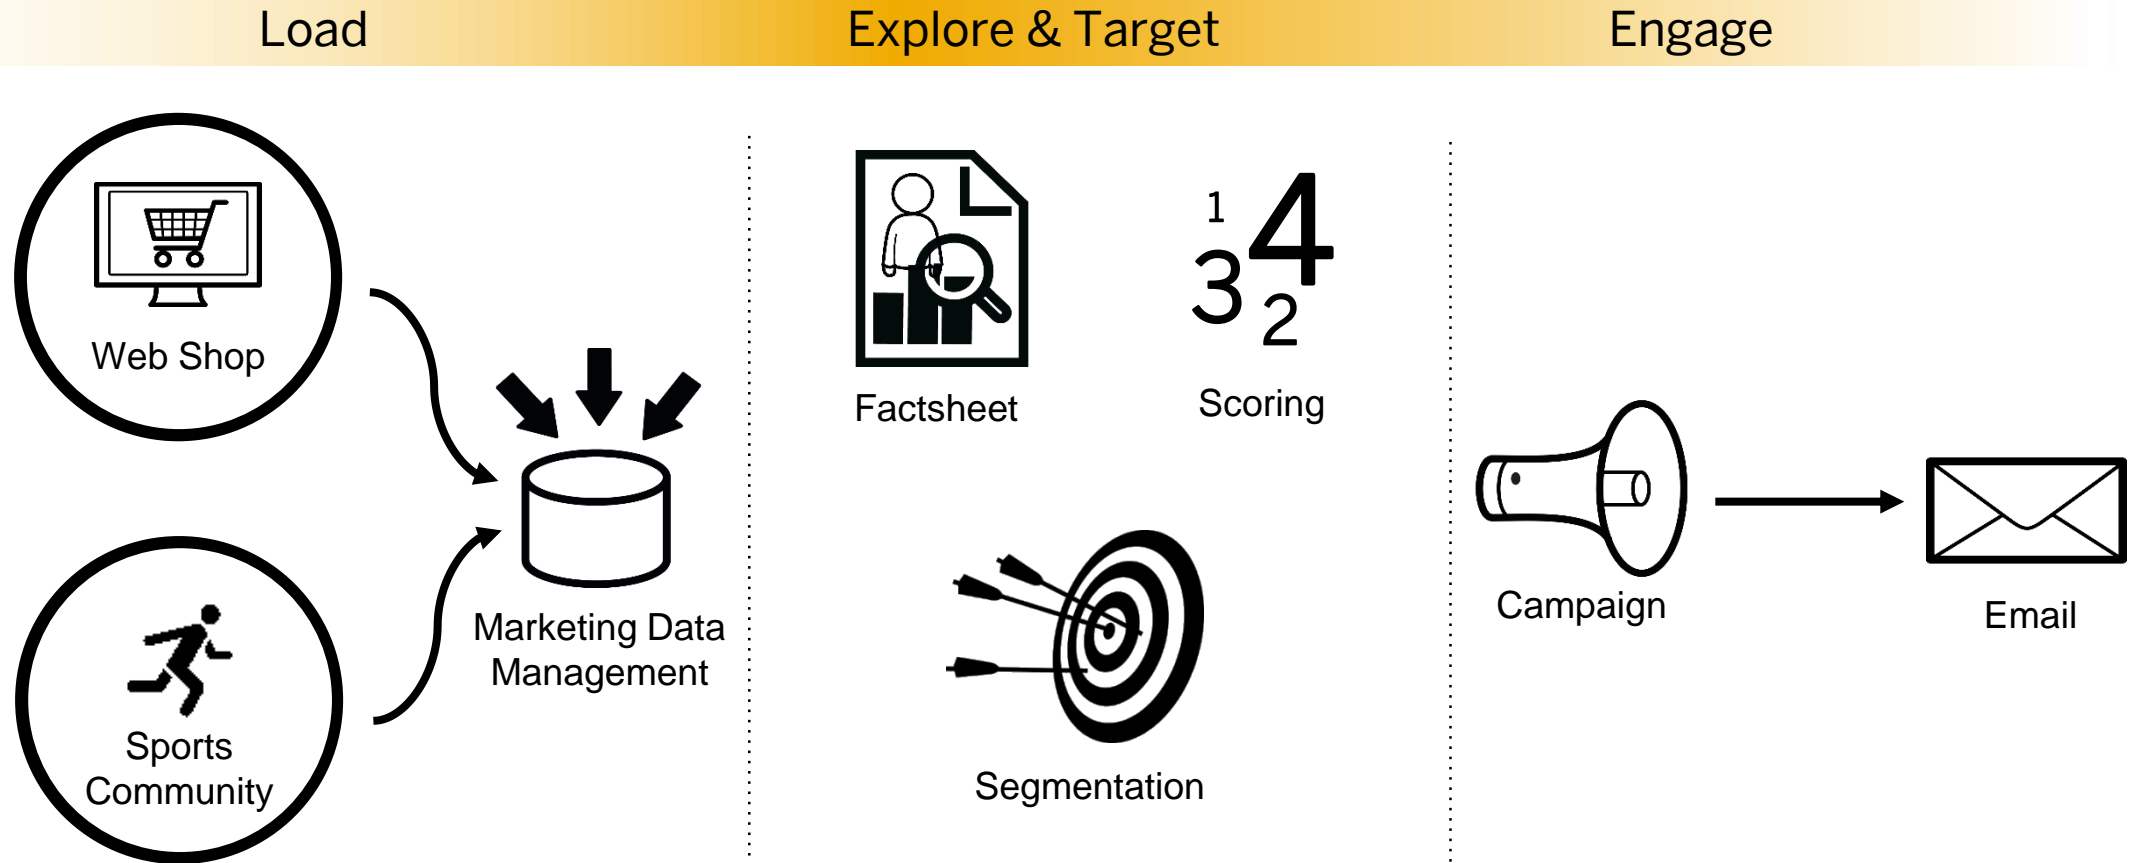 Load
Explore & Target
Engage
Web Shop
Sports
Community
Marketing Data
Management
Factsheet
1
4
3
2
Scoring
Segmentation
Campaign
Email